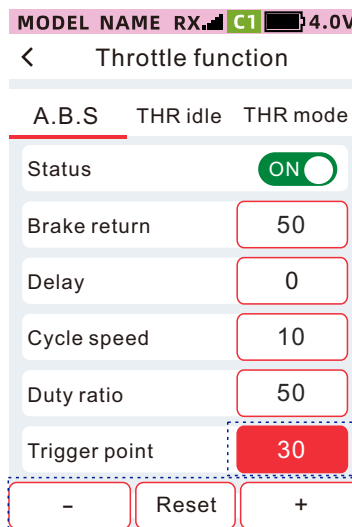 MODEL NAME RX C1 4.0V
< Throttle function
A.B.S THR idle THR mode
Status ON
Brake return 50
Delay 0
Cycle speed 10
Duty ratio 50
Trigger point 30
- Reset +